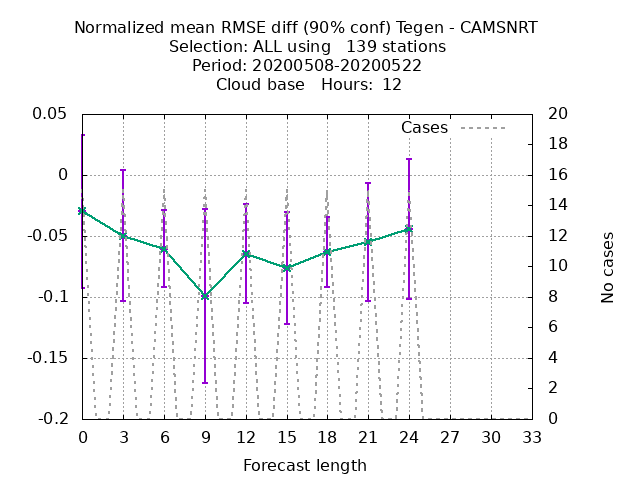 Normalized mean RMSE diff (90% conf) Tegen - CAMSNRT
Selection: ALL using   139 stations
Period: 20200508-20200522
Cloud base   Hours:  12
Cases
0.05
0
-0.05
-0.1
-0.15
-0.2
20
18
16
14
12
10
8
6
4
2
0
No cases
0 3 6 9 12 15 18 21 24 27 30 33
Forecast length